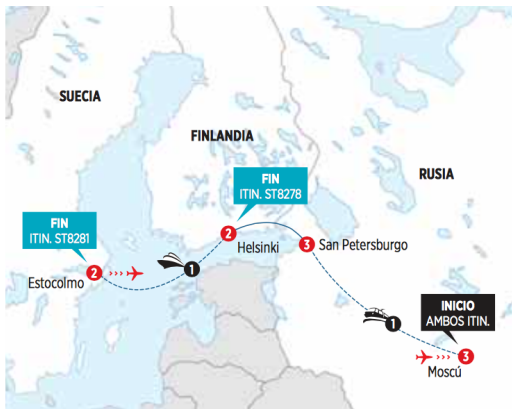 SUECIA
FINLANDIA
RUSIA
FIN
ITIN. ST8278
FIN
ITIN. ST8281
2
Helsinki
3 San Petersburgo
Estocolmo 2
1
INICIO
AMBOS ITIN.
1
3
Moscú